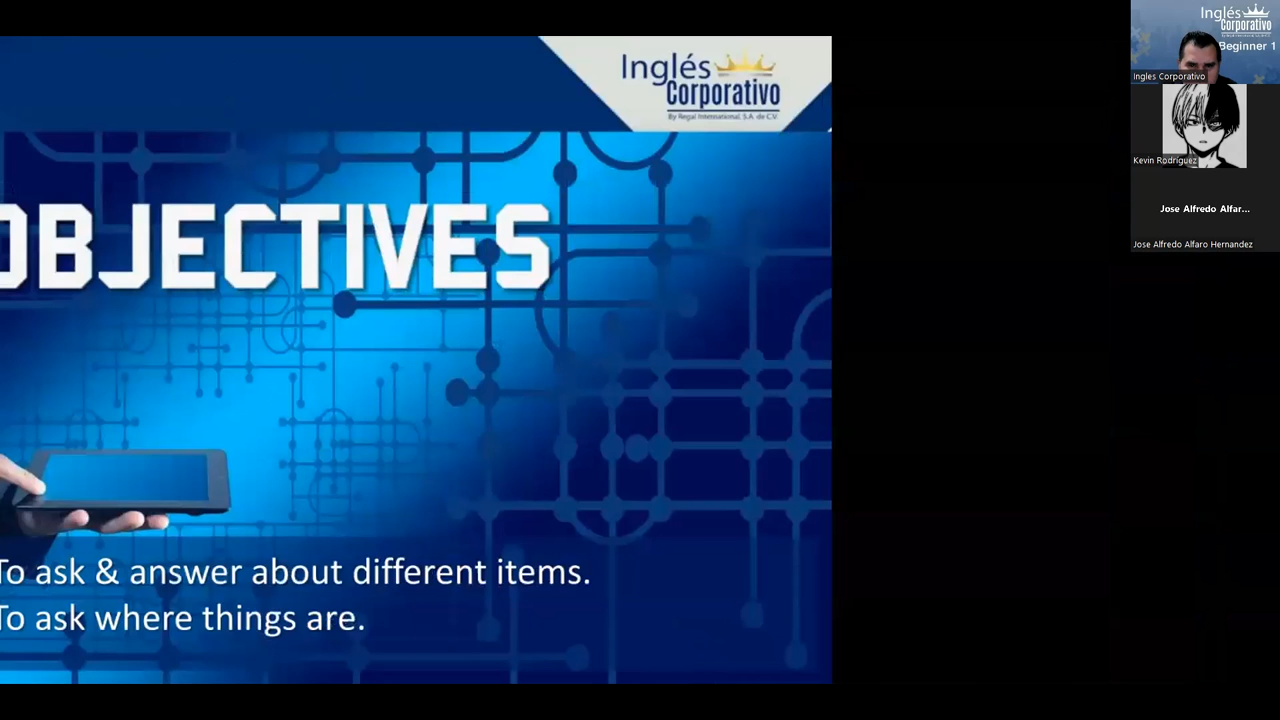 Inglés
Corporativo
By Regal International, S.A. de C.V.
OBJECTIVES
To ask & answer about different items.
To ask where things are.
Inglés
Corporativo
Beginner 1
Ingles Corporativo
Kevin Rodríguez
Jose Alfredo Alfar...
Jose Alfredo Alfaro Hernandez